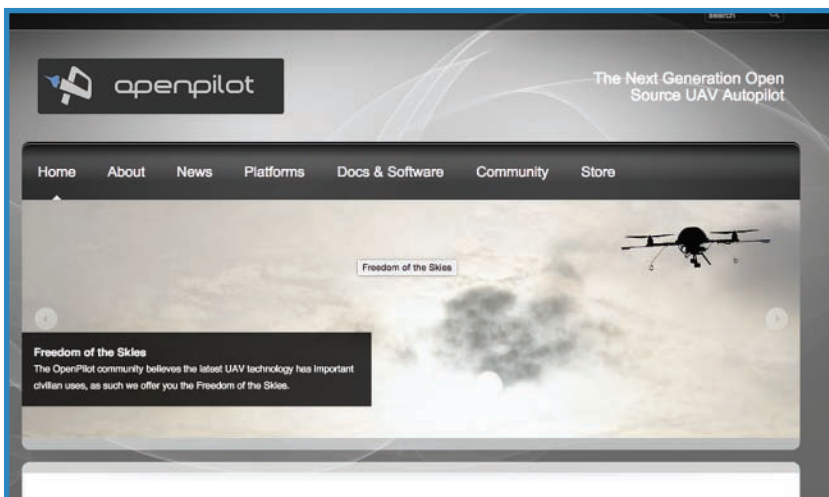 search
openpilot
The Next Generation Open
Source UAV Autopilot
Home About News Platforms Docs & Software Community Store
Freedom of the Skies
Freedom of the Skies
The OpenPilot community believes the latest UAV technology has important
civilian uses, as such we offer you the Freedom of the Skies.